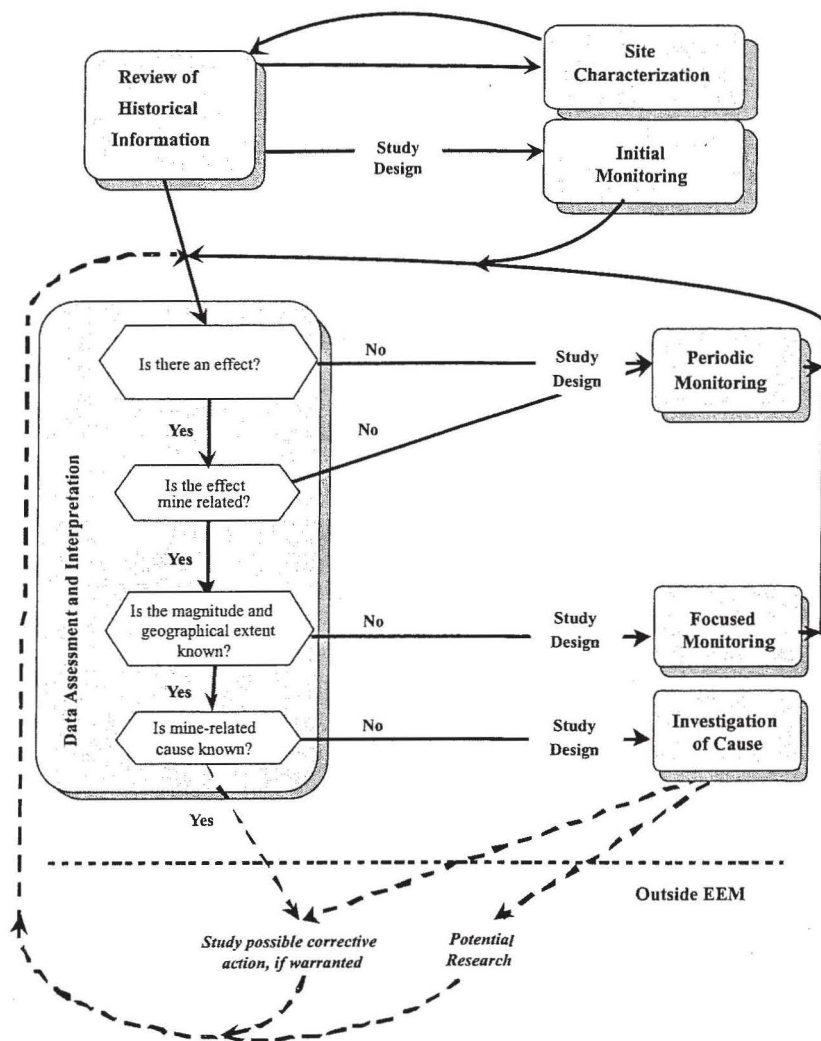 Review of
Historical
Information
Site
Characterization
Study
Design
Initial
Monitoring
Data Assessment and Interpretation
Is there an effect?
No
Study
Design
Periodic
Monitoring
Yes
No
Is the effect
mine related?
Yes
Is the magnitude and
geographical extent
known?
No
Study
Design
Focused
Monitoring
Yes
Is mine-related
cause known?
No
Study
Design
Investigation
of Cause
Yes
Outside EEM
Study possible corrective
action, if warranted
Potential
Research